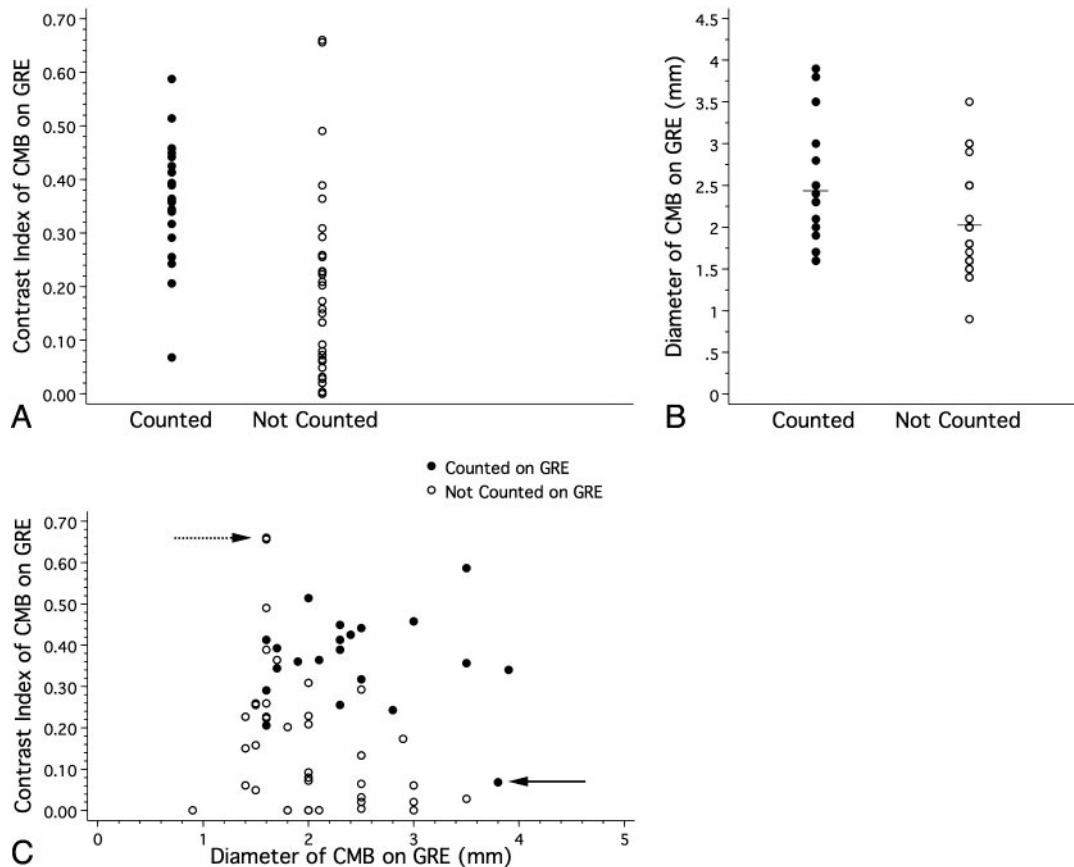 Contrast Index of CMB on GRE
0.70
0.60
0.50
0.40
0.30
0.20
0.10
0.00
Counted
Not Counted
A
Diameter of CMB on GRE (mm)
4.5
4
3.5
3
2.5
2
1.5
1
.5
0
Counted
Not Counted
B
Counted on GRE
Not Counted on GRE
Contrast Index of CMB on GRE
0.70
0.60
0.50
0.40
0.30
0.20
0.10
0.00
0 1 2 3 4 5
Diameter of CMB on GRE (mm)
C